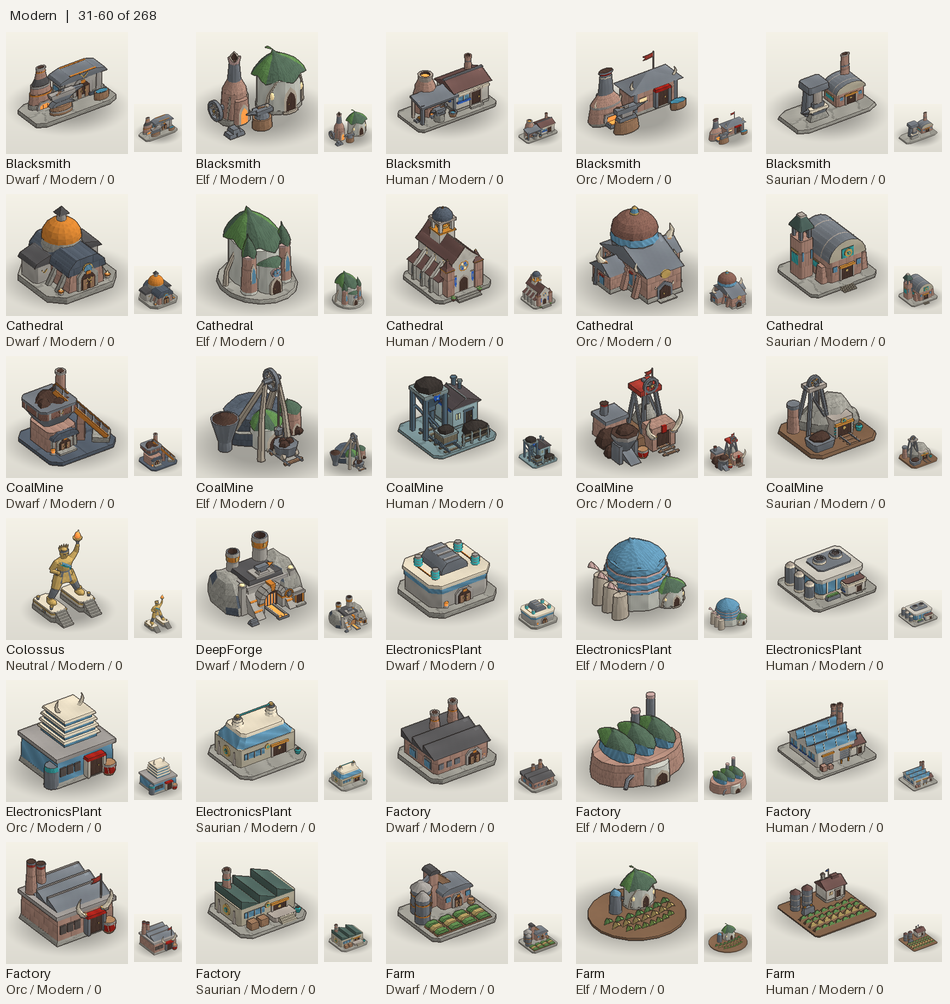 Modern | 31-60 of 268
Blacksmith
Dwarf / Modern / 0
Blacksmith
Elf / Modern / 0
Blacksmith
Human / Modern / 0
Blacksmith
Orc / Modern / 0
Blacksmith
Saurian / Modern / 0
Cathedral
Dwarf / Modern / 0
Cathedral
Elf / Modern / 0
Cathedral
Human / Modern / 0
Cathedral
Orc / Modern / 0
Cathedral
Saurian / Modern / 0
CoalMine
Dwarf / Modern / 0
CoalMine
Elf / Modern / 0
CoalMine
Human / Modern / 0
CoalMine
Orc / Modern / 0
CoalMine
Saurian / Modern / 0
Colossus
Neutral / Modern / 0
DeepForge
Dwarf / Modern / 0
ElectronicsPlant
Dwarf / Modern / 0
ElectronicsPlant
Elf / Modern / 0
ElectronicsPlant
Human / Modern / 0
ElectronicsPlant
Orc / Modern / 0
ElectronicsPlant
Saurian / Modern / 0
Factory
Dwarf / Modern / 0
Factory
Elf / Modern / 0
Factory
Human / Modern / 0
Factory
Orc / Modern / 0
Factory
Saurian / Modern / 0
Farm
Dwarf / Modern / 0
Farm
Elf / Modern / 0
Farm
Human / Modern / 0